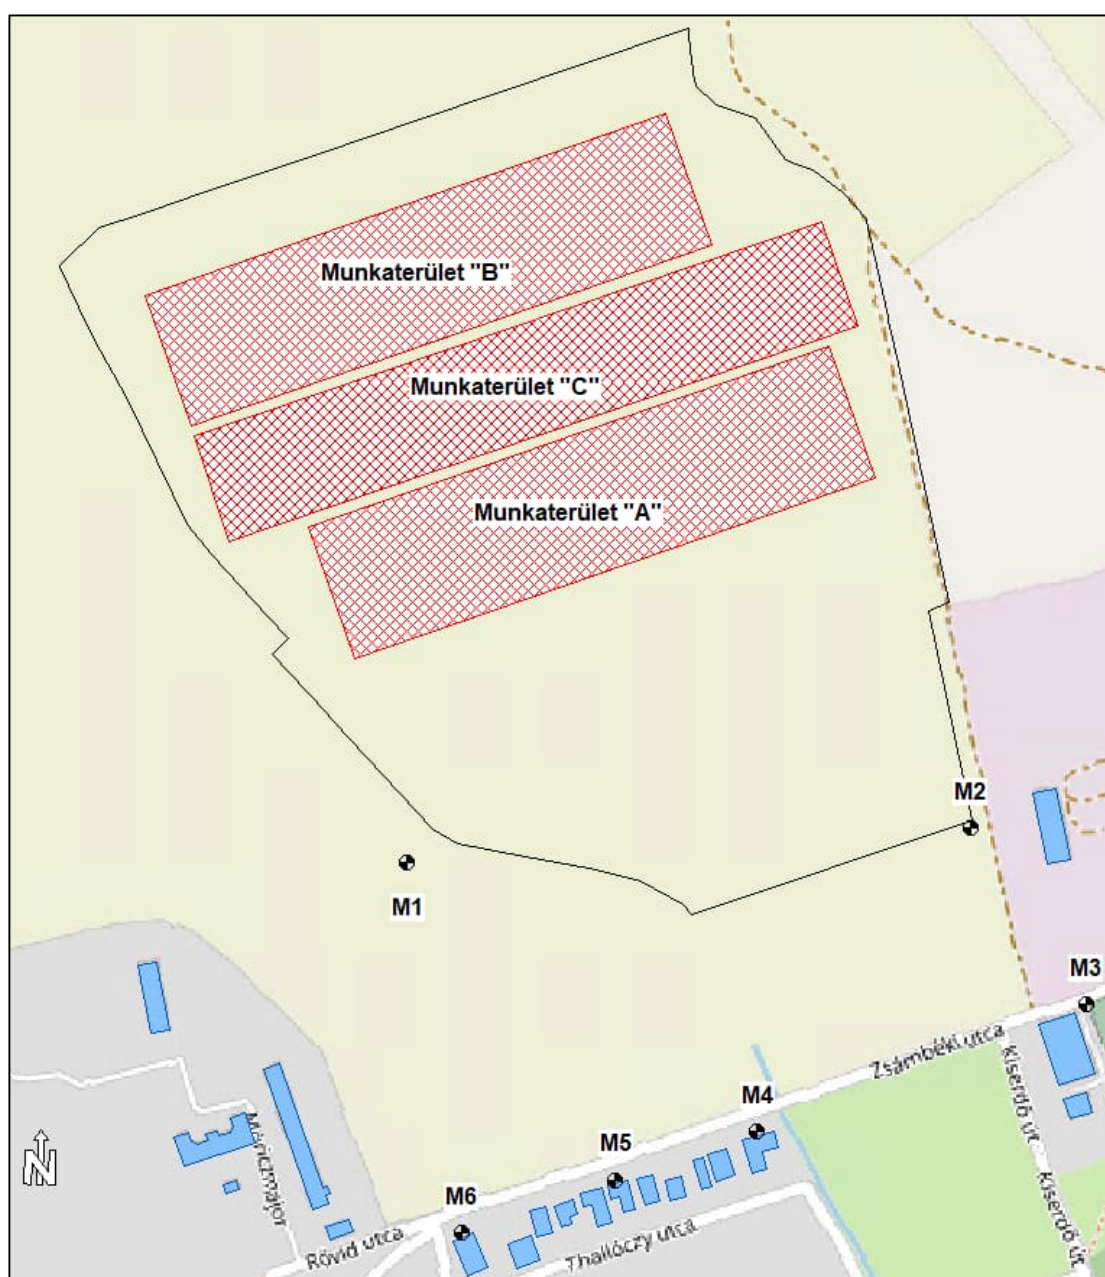 Munkaterület "B"
Munkaterület "C"
Munkaterület "A"
M2
M1
M3
Zsámbéki utca
M4
Kiserdő út
M5
Móriczmajor
M6
Kiserdő út
Rövid utca
Thallóczy utca
N